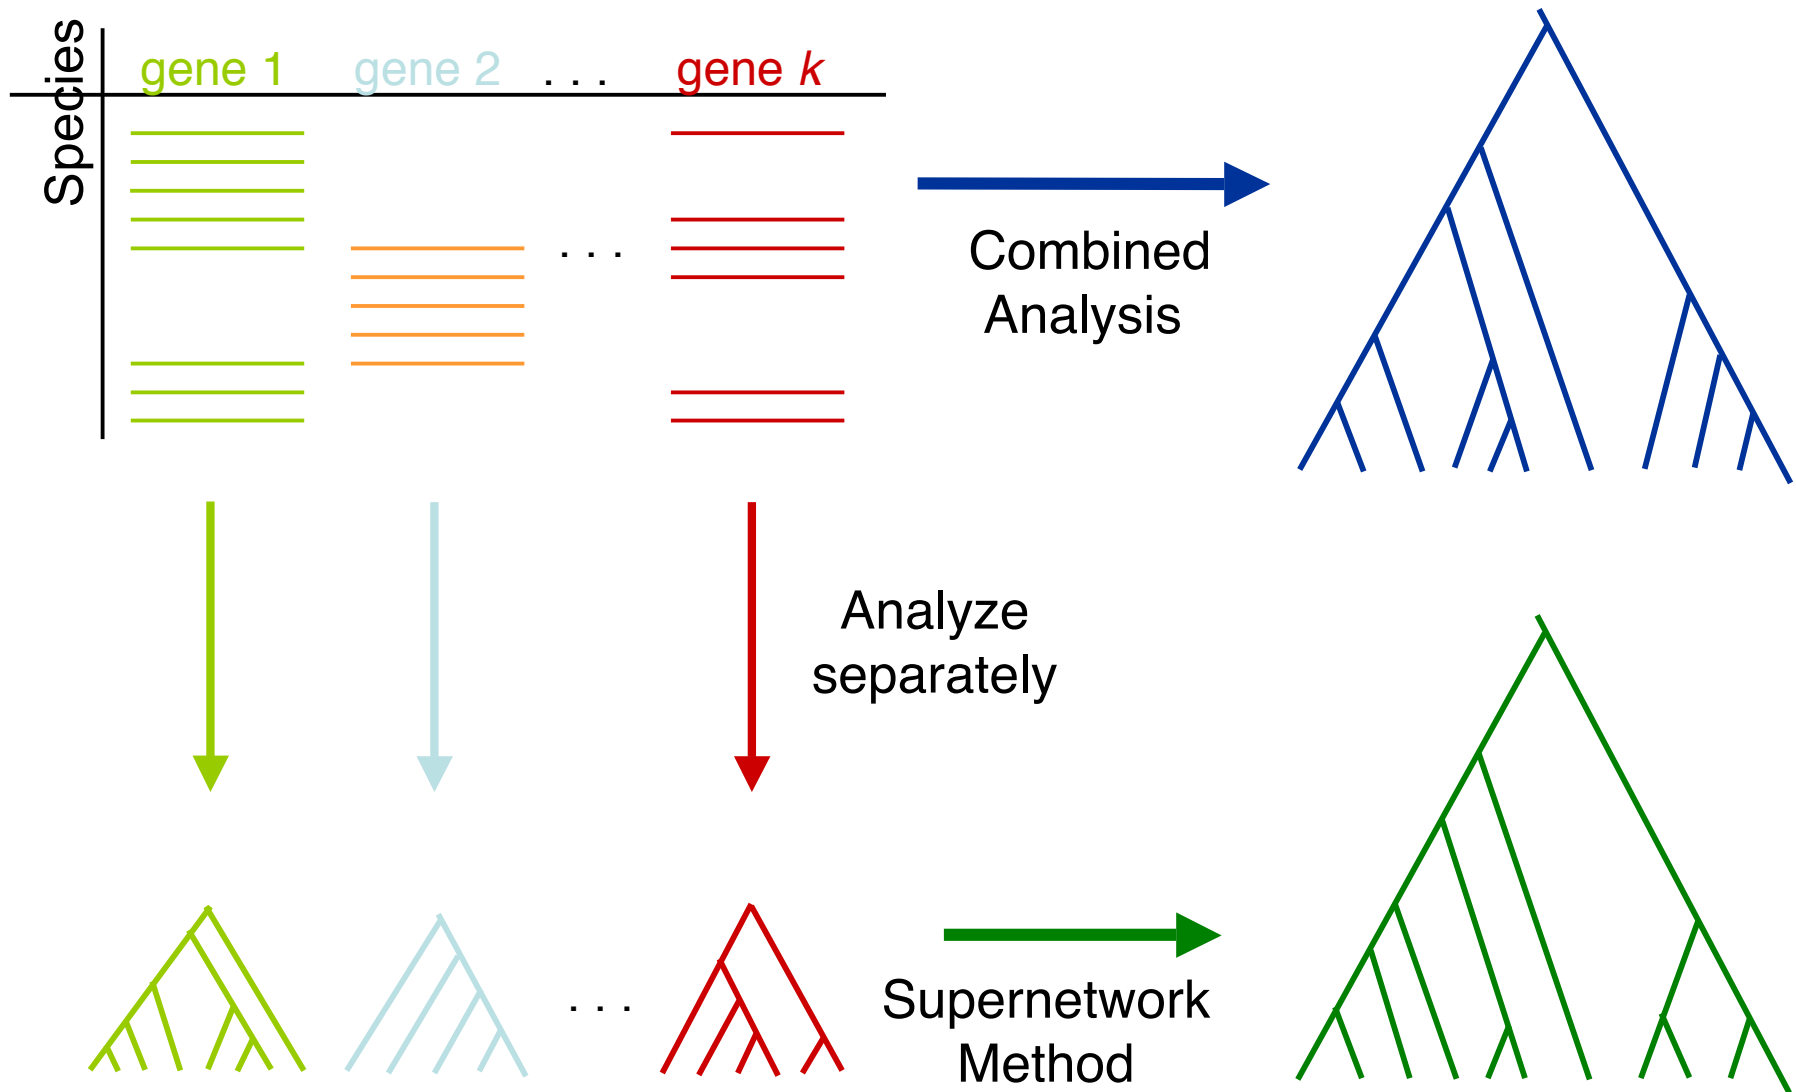 Species
gene 1 gene 2 . . . gene k
. . .
Combined
Analysis
Analyze
separately
. . .
Supernetwork
Method